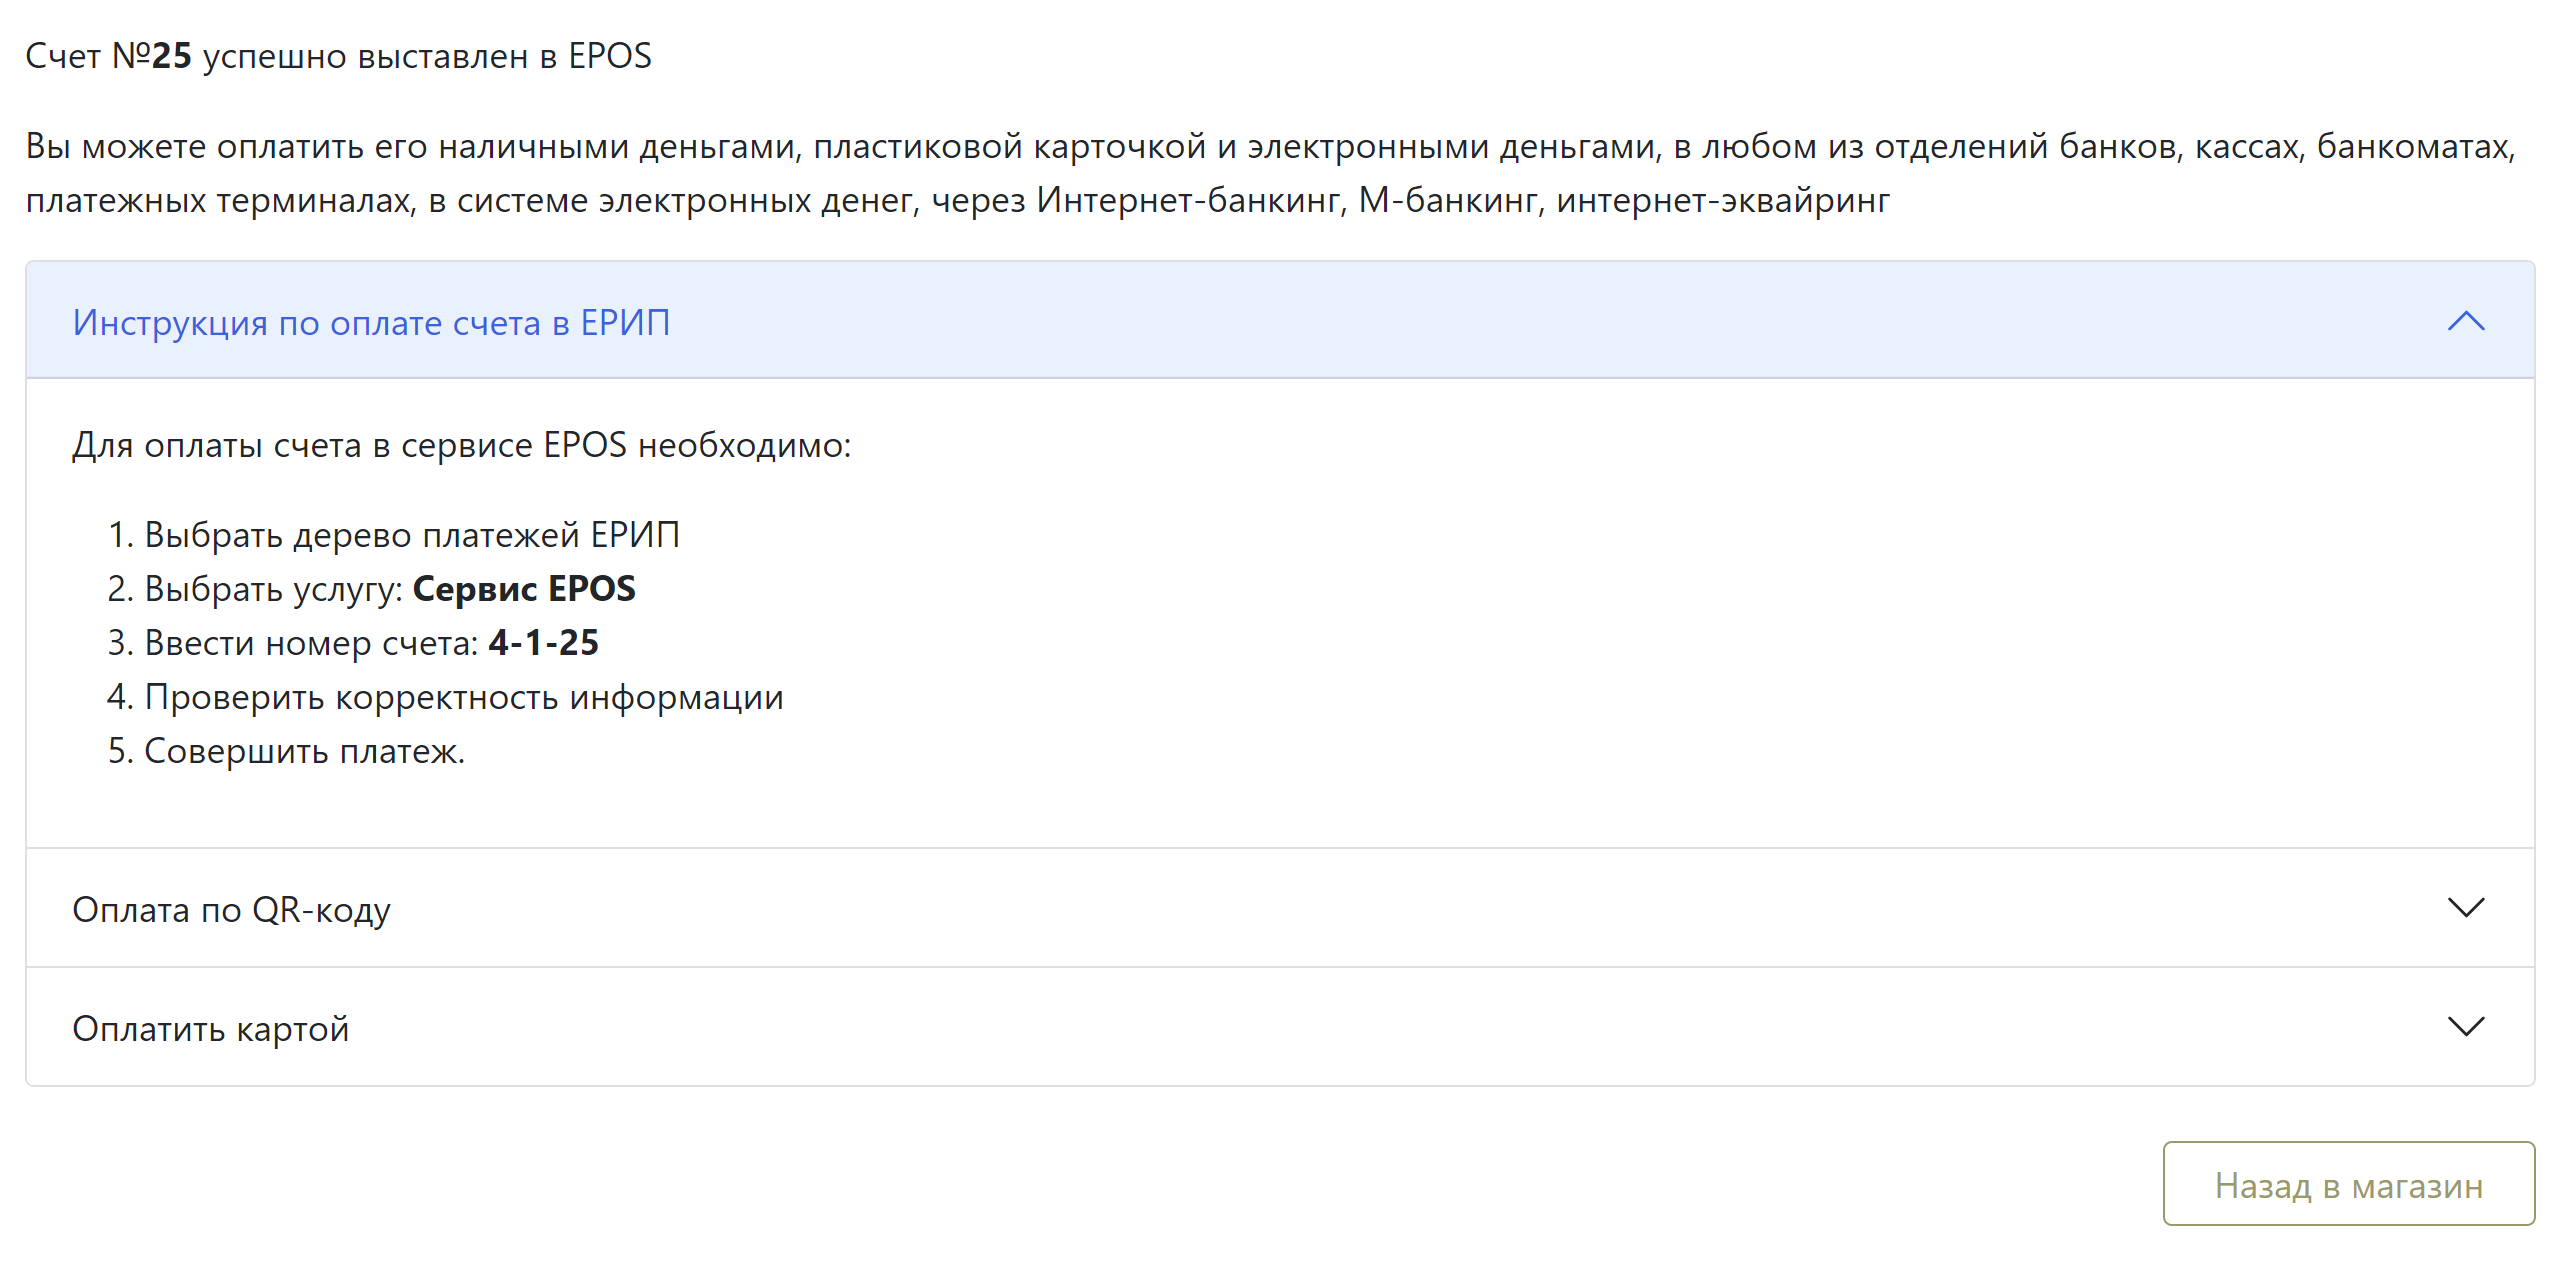 Счет №25 успешно выставлен в EPOS
Вы можете оплатить его наличными деньгами, пластиковой карточкой и электронными деньгами, в любом из отделений банков, кассах, банкоматах,
платежных терминалах, в системе электронных денег, через Интернет-банкинг, М-банкинг, интернет-эквайринг
Инструкция по оплате счета в ЕРИП
Для оплаты счета в сервисе EPOS необходимо:
1. Выбрать дерево платежей ЕРИП
2. Выбрать услугу: Сервис EPOS
3. Ввести номер счета: 4-1-25
4. Проверить корректность информации
5. Совершить платеж.
Оплата по QR-коду
Оплатить картой
Назад в магазин